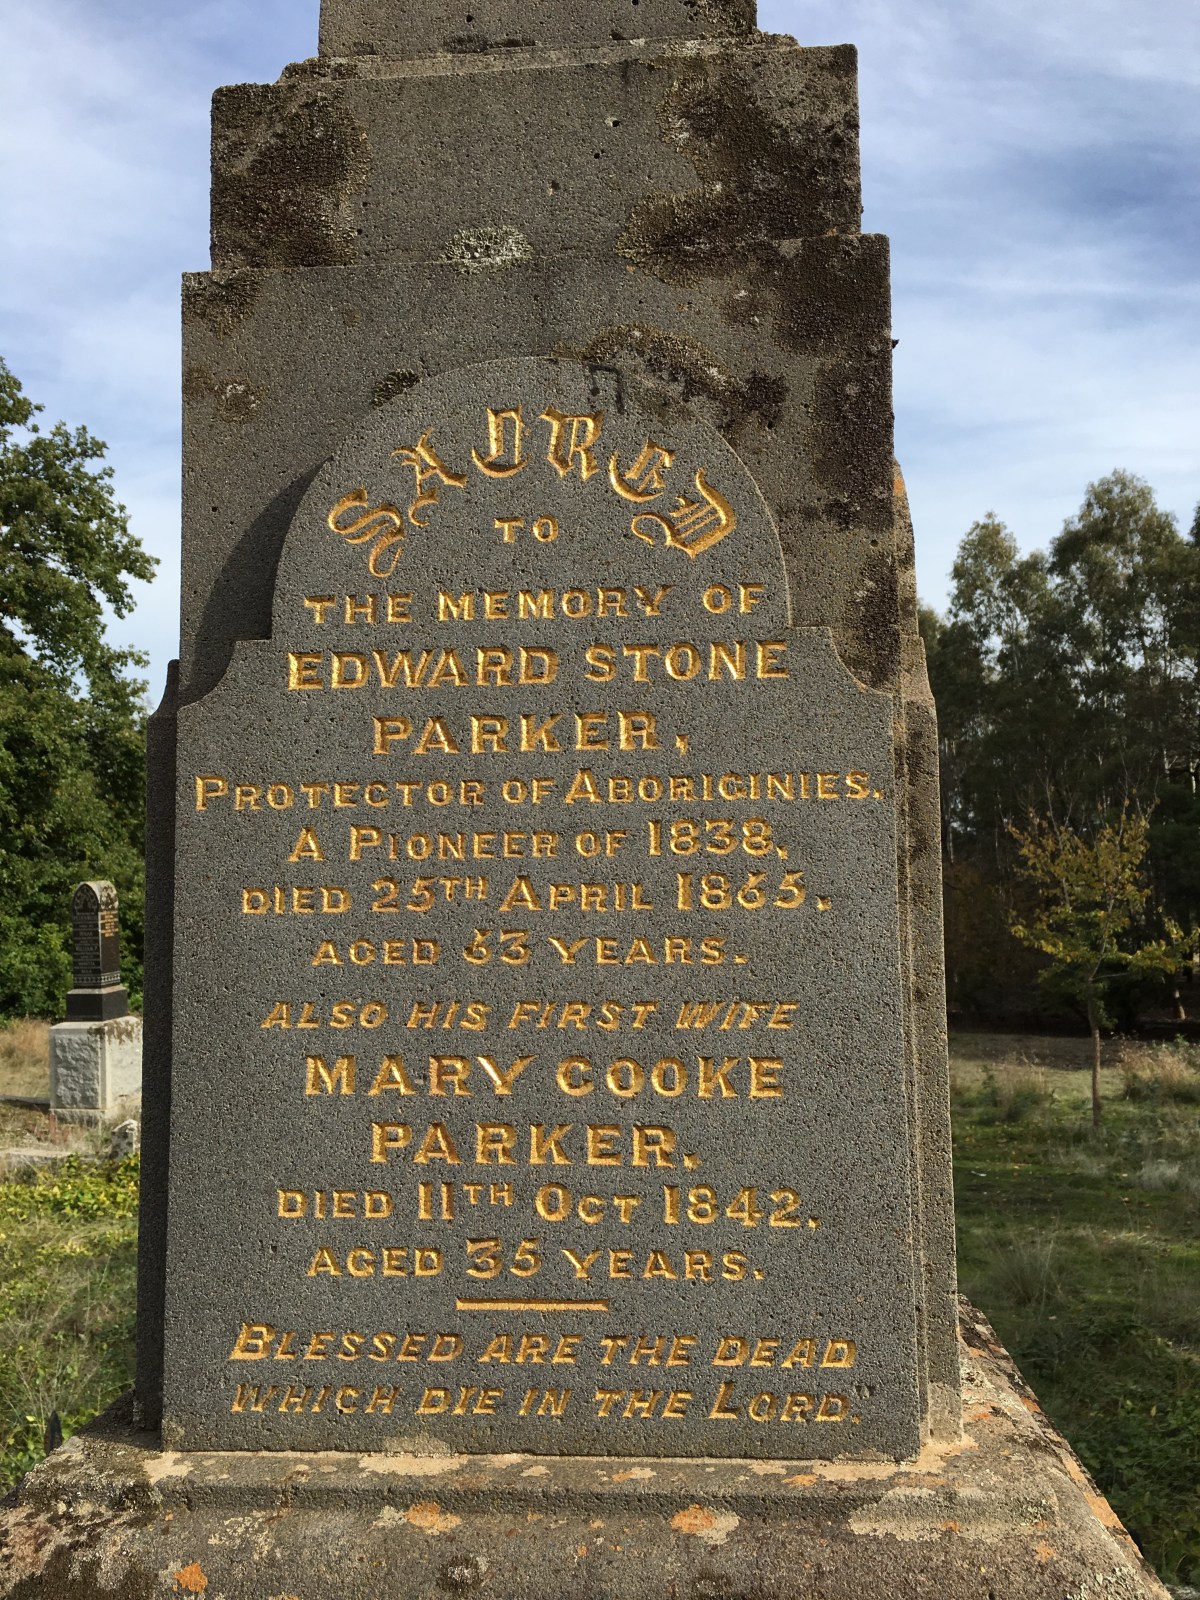 SACRED
TO
THE MEMORY OF
EDWARD STONE
PARKER,
PROTECTOR OF ABORIGINIES.
A PIONEER OF 1838,
DIED 25TH APRIL 1865,
AGED 63 YEARS.
ALSO HIS FIRST WIFE
MARY COOKE
PARKER.
DIED 11TH OCT 1842,
AGED 35 YEARS.
BLESSED ARE THE DEAD
WHICH DIE IN THE LORD.